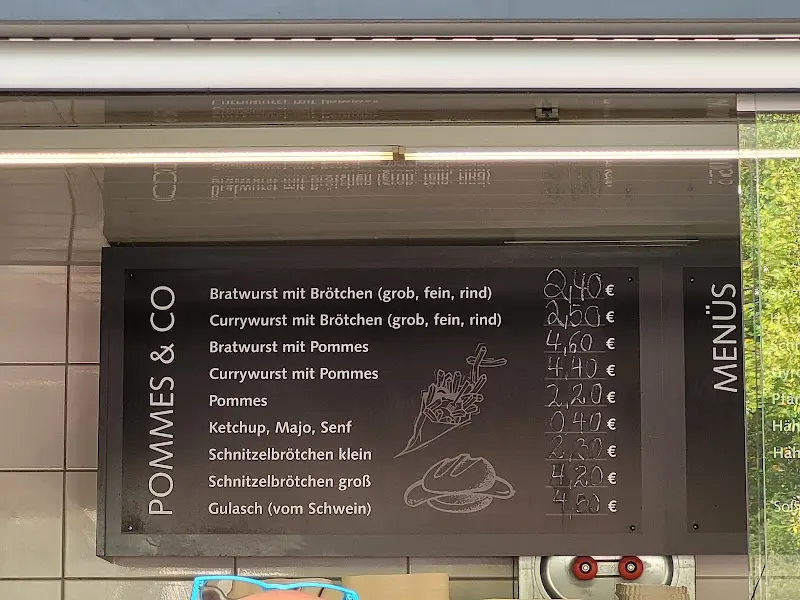 POMMES & CO
Bratwurst mit Brötchen (grob, fein, rind) 2,40 €
Currywurst mit Brötchen (grob, fein, rind) 2,50 €
Bratwurst mit Pommes 4,60 €
Currywurst mit Pommes 4,40 €
Pommes 2,20 €
Ketchup, Majo, Senf 0,40 €
Schnitzelbrötchen klein 2,30 €
Schnitzelbrötchen groß 4,20 €
Gulasch (vom Schwein) 4,50 €
MENÜS